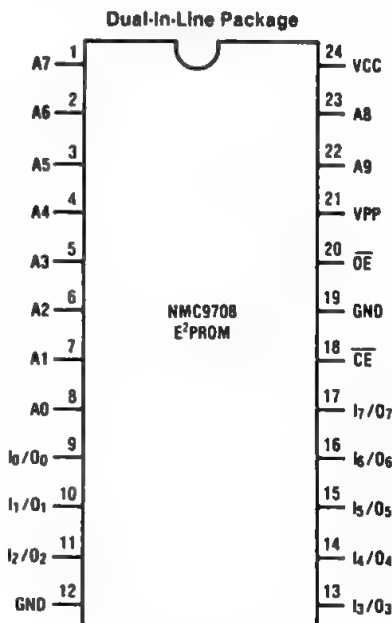 Dual-In-Line Package
A7 1 24 VCC
A6 2 23 A8
A5 3 22 A9
A4 4 21 VPP
A3 5 20 O̅E̅
A2 6 19 GND
NMC9708
E²PROM
A1 7 18 C̅E̅
A0 8 17 I₇/O₇
I₀/O₀ 9 16 I₆/O₆
I₁/O₁ 10 15 I₅/O₅
I₂/O₂ 11 14 I₄/O₄
GND 12 13 I₃/O₃